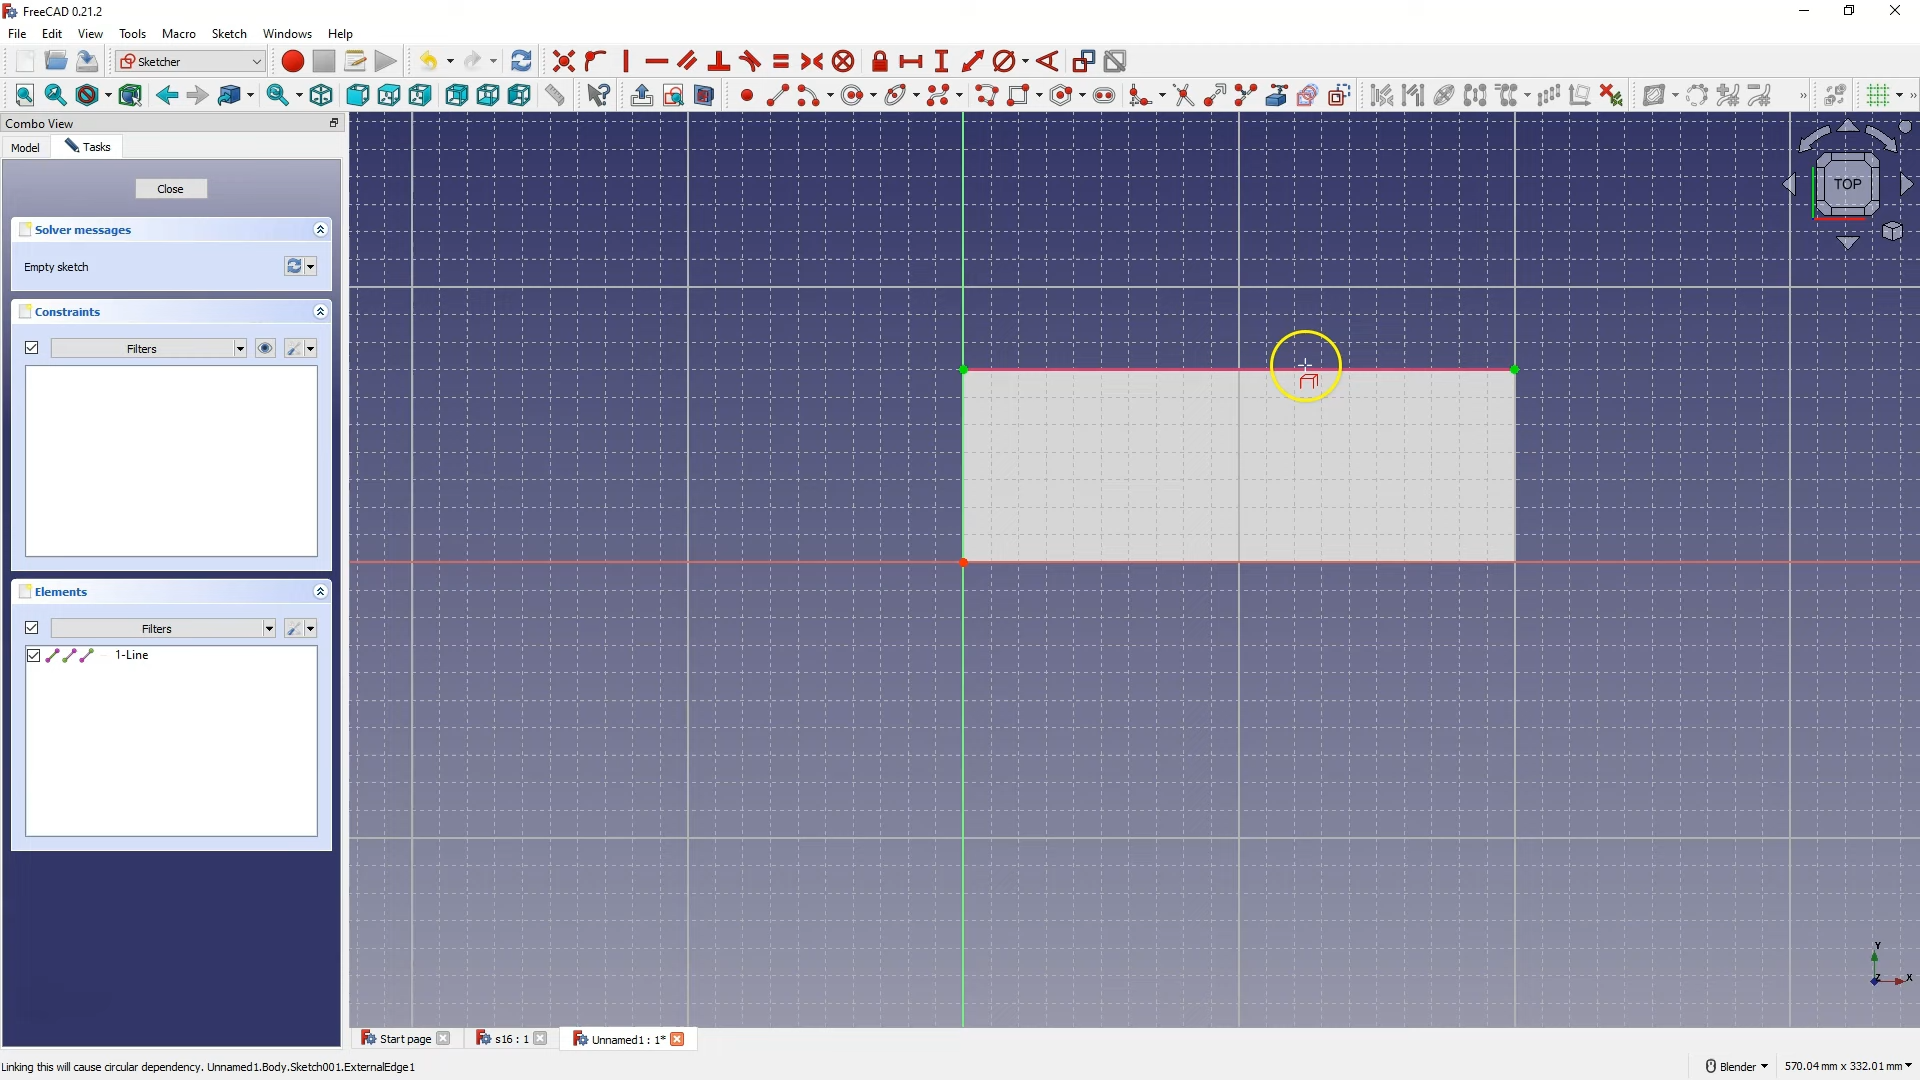 FreeCAD 0.21.2
File Edit View Tools Macro Sketch Windows Help
Sketcher
Combo View
Model Tasks
Close
Solver messages
Empty sketch
Constraints
Filters
Elements
Filters
1-Line
TOP
Y
Z X
Start page s16 : 1 Unnamed1 : 1*
Linking this will cause circular dependency. Unnamed1.Body.Sketch001.ExternalEdge1
Blender 570.04 mm x 332.01 mm